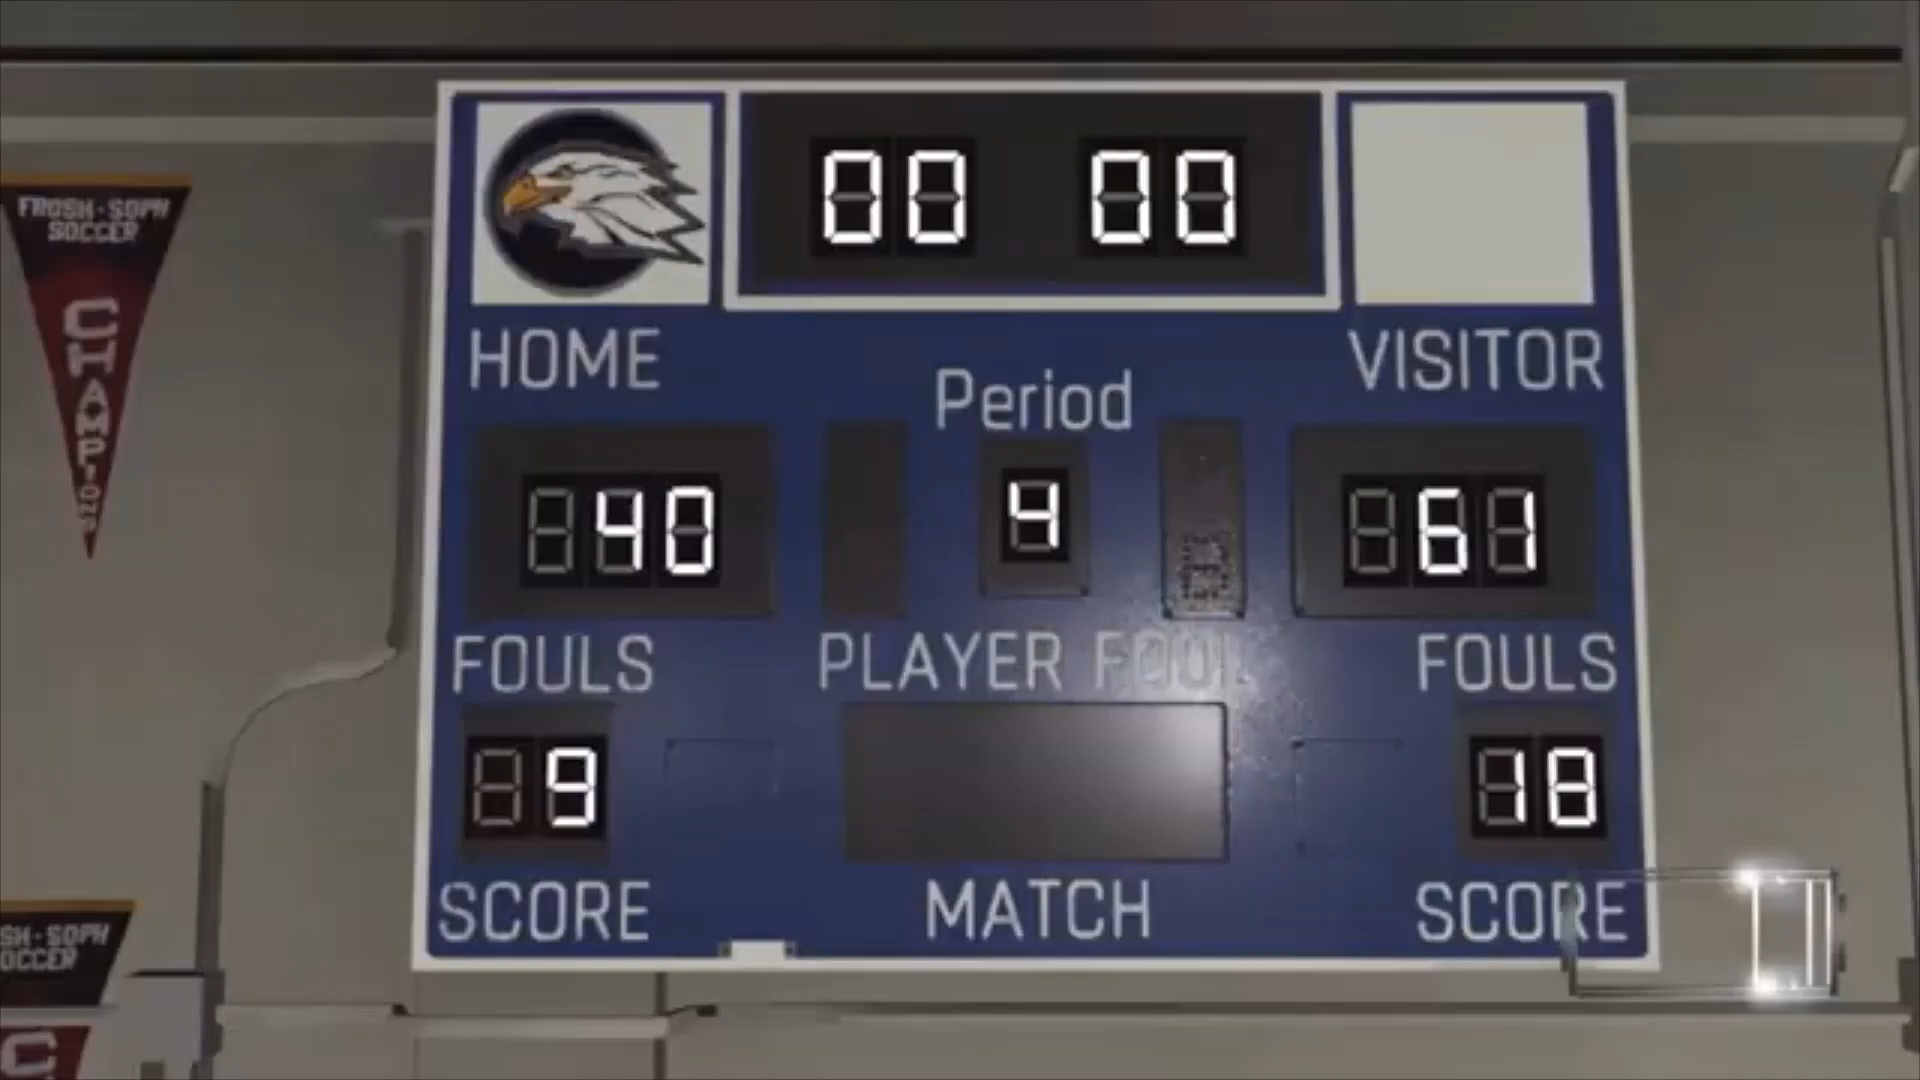 FROSH-SOPH
SOCCER
CHAMPIONS
00 00
HOME
VISITOR
Period
40
4
61
FOULS
PLAYER FOUL
FOULS
9
18
SCORE
MATCH
SCORE
SH-SOPH
OCCER
C